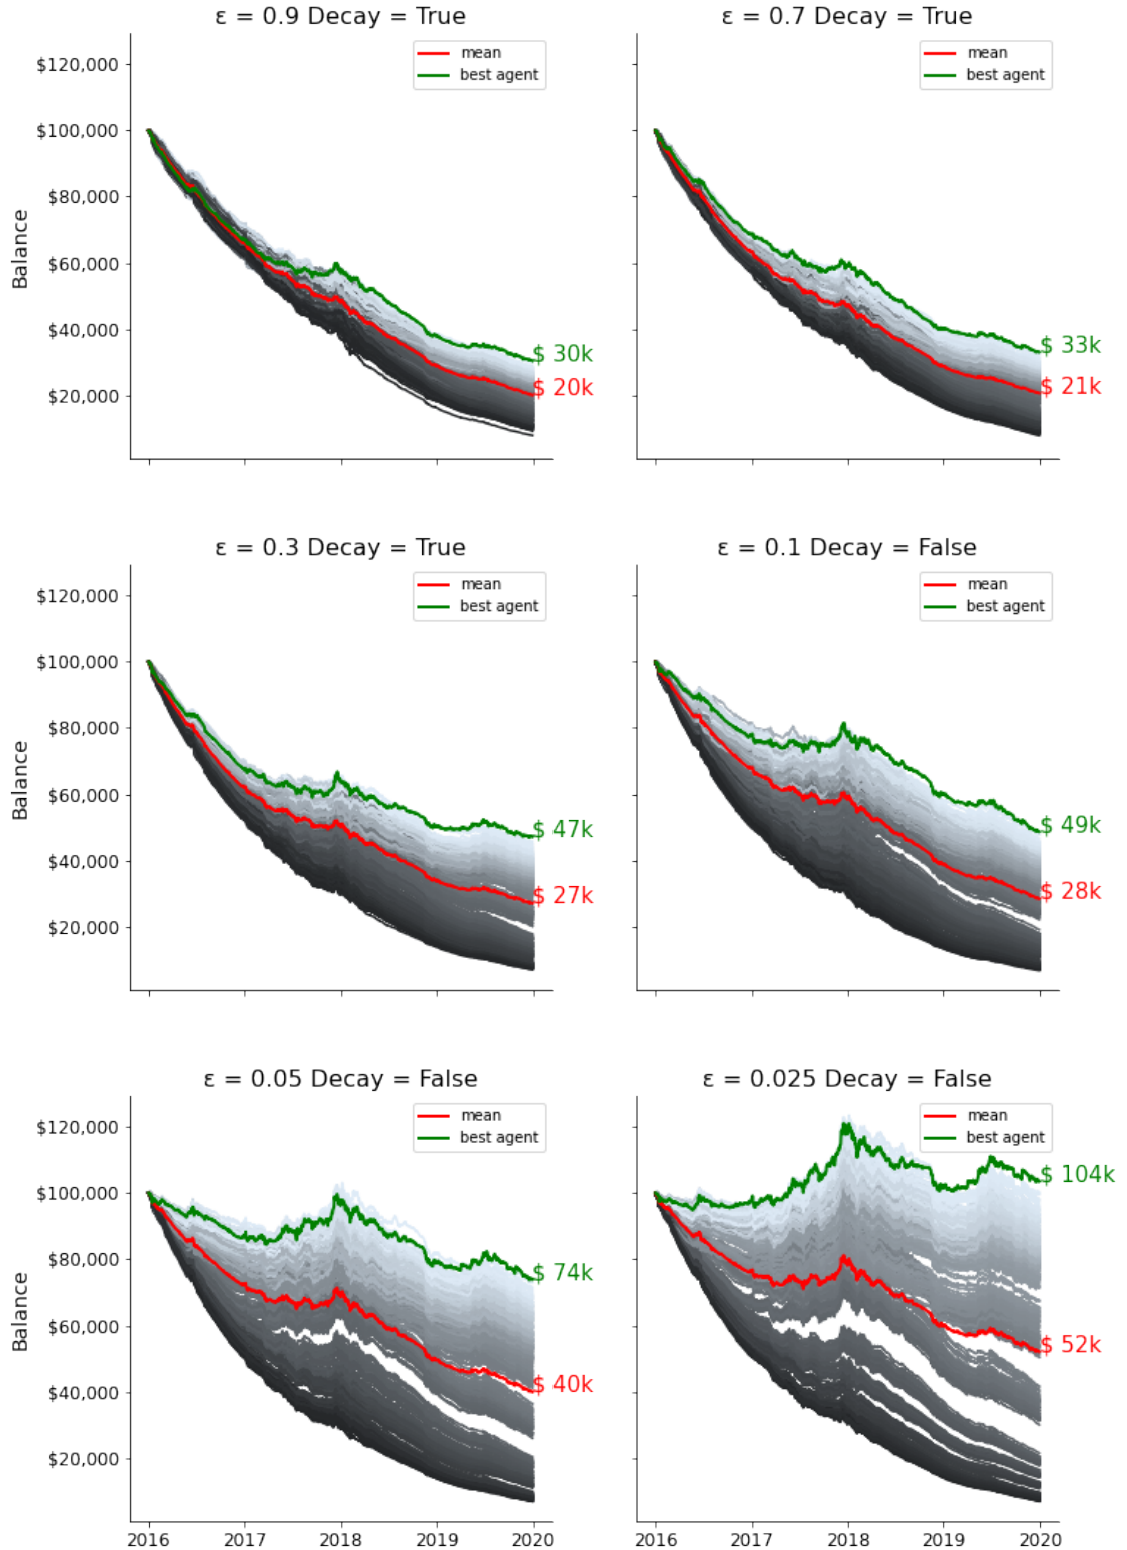 ε = 0.9 Decay = True
mean
best agent
$120,000
$100,000
$80,000
$60,000
$40,000
$20,000
Balance
$ 30k
$ 20k
ε = 0.7 Decay = True
mean
best agent
$ 33k
$ 21k
ε = 0.3 Decay = True
mean
best agent
$120,000
$100,000
$80,000
$60,000
$40,000
$20,000
Balance
$ 47k
$ 27k
ε = 0.1 Decay = False
mean
best agent
$ 49k
$ 28k
ε = 0.05 Decay = False
mean
best agent
$120,000
$100,000
$80,000
$60,000
$40,000
$20,000
Balance
$ 74k
$ 40k
2016 2017 2018 2019 2020
ε = 0.025 Decay = False
mean
best agent
$ 104k
$ 52k
2016 2017 2018 2019 2020